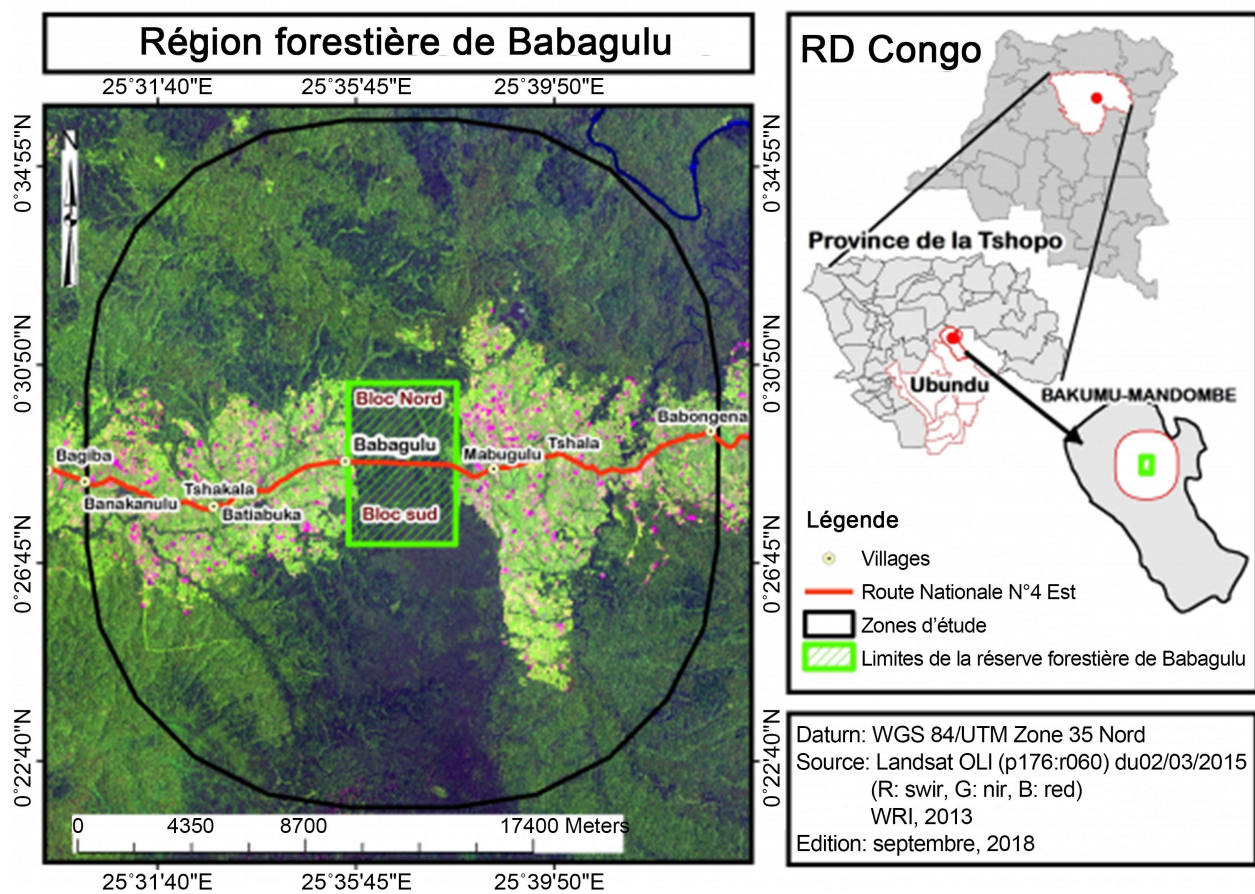 Région forestière de Babagulu
25°31'40"E 25°35'45"E 25°39'50"E
0°34'55"N
0°30'50"N
0°26'45"N
0°22'40"N
0°34'55"N
0°30'50"N
0°26'45"N
0°22'40"N
N
Bloc Nord
Babagulu
Bloc sud
Bagiba
Banakanulu
Tshakala
Batiabuka
Mabugulu
Tshala
Babongena
0 4350 8700 17400 Meters
25°31'40"E 25°35'45"E 25°39'50"E
RD Congo
Province de la Tshopo
Ubundu
BAKUMU-MANDOMBE
Légende
Villages
Route Nationale N°4 Est
Zones d'étude
Limites de la réserve forestière de Babagulu
Daturn: WGS 84/UTM Zone 35 Nord
Source: Landsat OLI (p176:r060) du02/03/2015
(R: swir, G: nir, B: red)
WRI, 2013
Edition: septembre, 2018